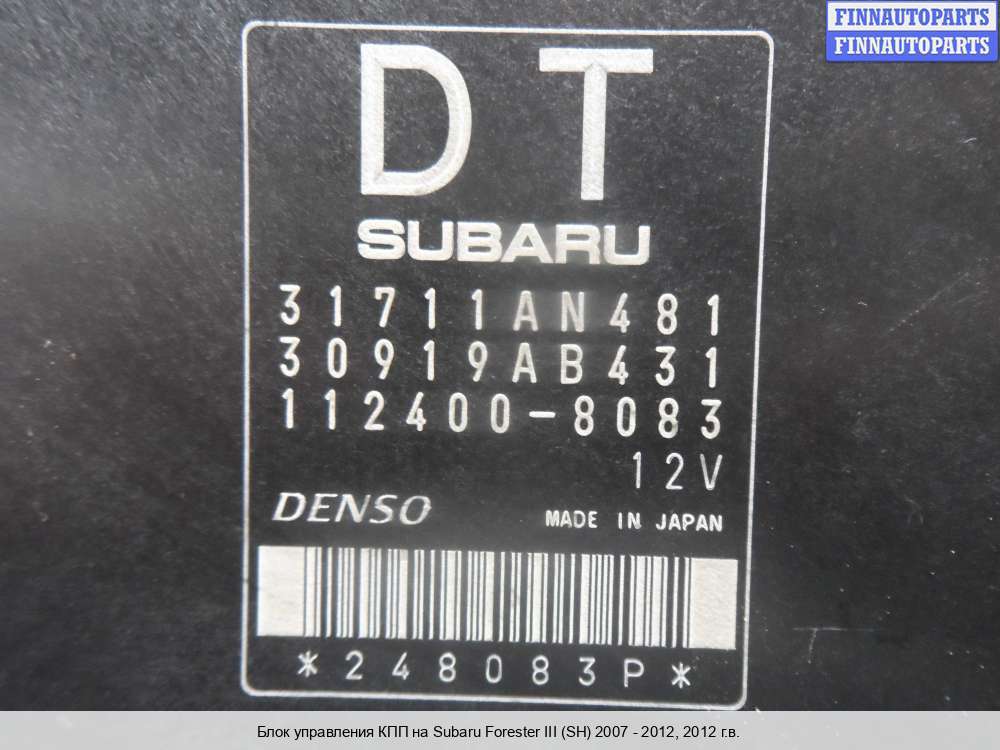 FINNAUTOPARTS
FINNAUTOPARTS
DT
SUBARU
31711AN481
30919AB431
112400-8083
12V
DENSO
MADE IN JAPAN
*248083P*
Блок управления КПП на Subaru Forester III (SH) 2007 - 2012, 2012 г.в.